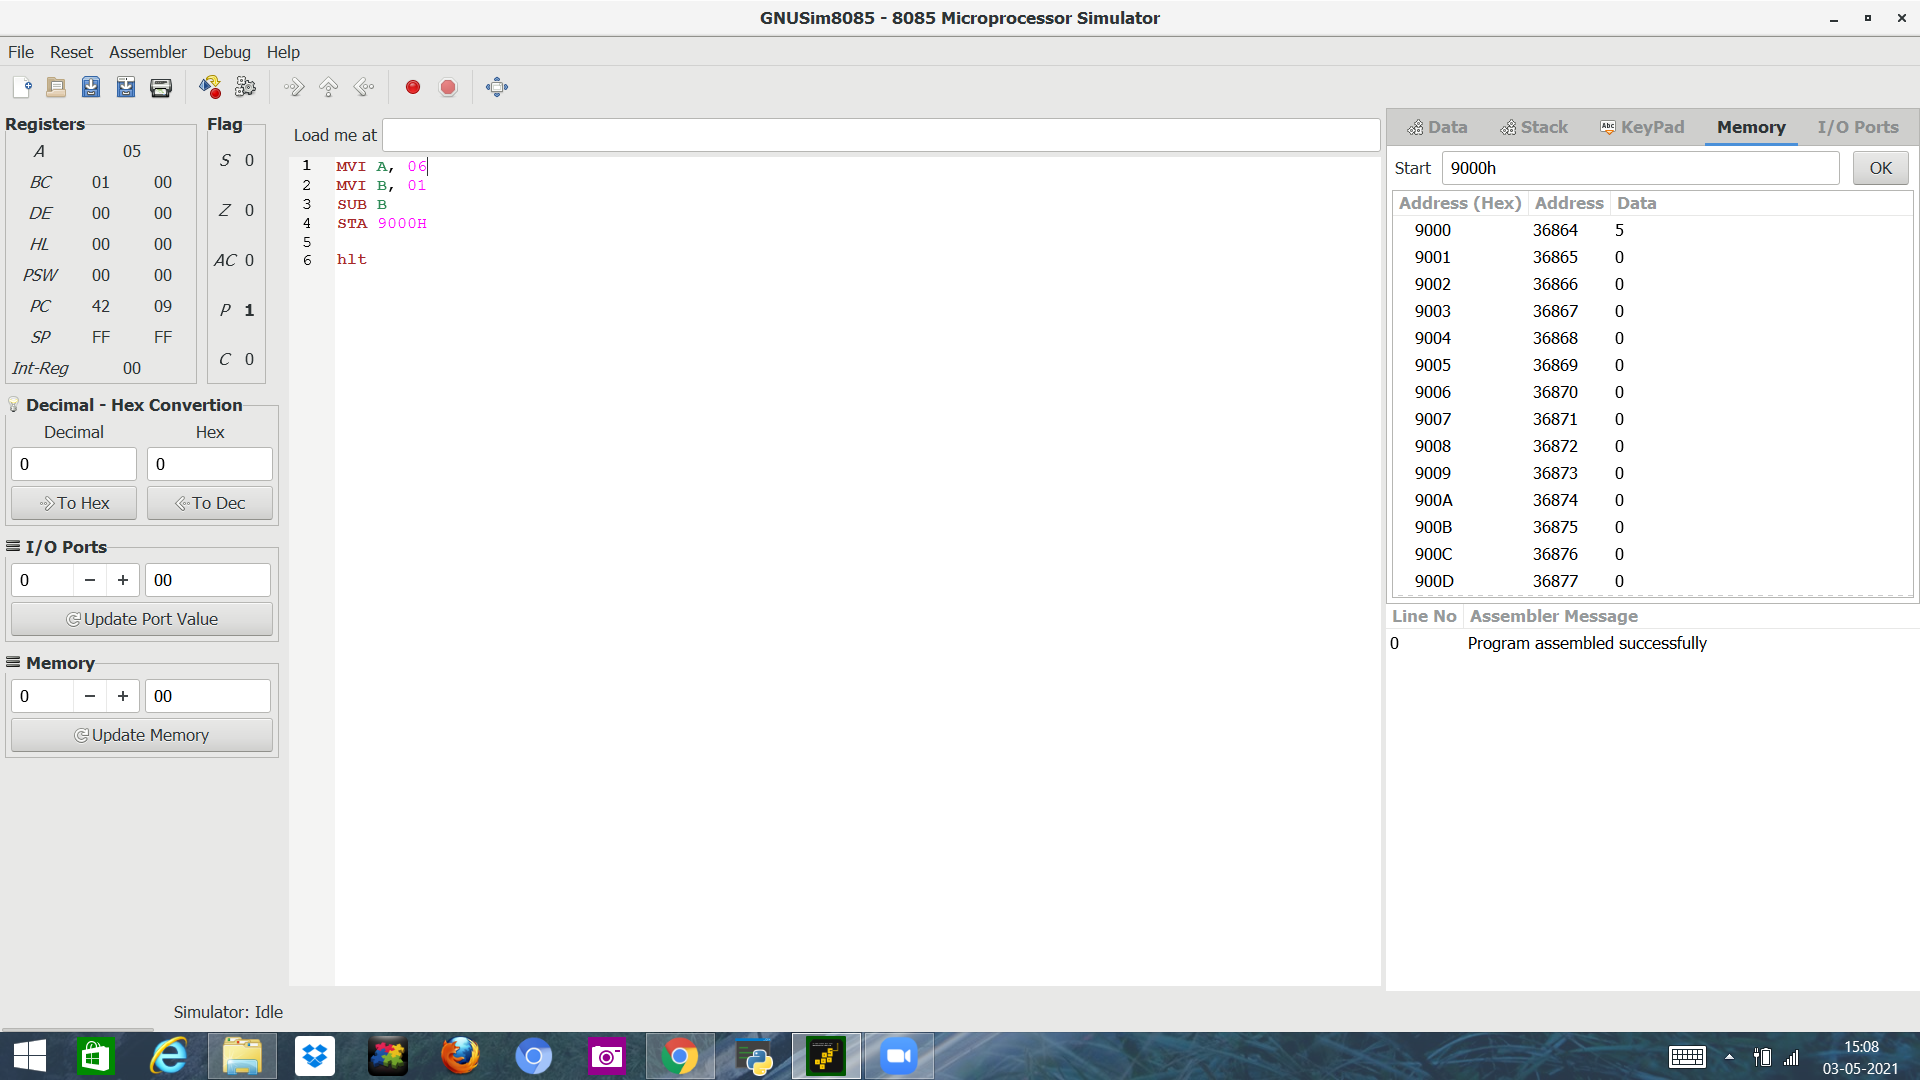 GNUSim8085 - 8085 Microprocessor Simulator
File Reset Assembler Debug Help
Registers
A 05
BC 01 00
DE 00 00
HL 00 00
PSW 00 00
PC 42 09
SP FF FF
Int-Reg 00
Flag
S 0
Z 0
AC 0
P 1
C 0
Decimal - Hex Convertion
Decimal Hex
0 0
To Hex To Dec
I/O Ports
0 − + 00
Update Port Value
Memory
0 − + 00
Update Memory
Load me at
1 MVI A, 06
2 MVI B, 01
3 SUB B
4 STA 9000H
5
6 hlt
Data Stack Abc KeyPad Memory I/O Ports
Start 9000h OK
Address (Hex) Address Data
9000 36864 5
9001 36865 0
9002 36866 0
9003 36867 0
9004 36868 0
9005 36869 0
9006 36870 0
9007 36871 0
9008 36872 0
9009 36873 0
900A 36874 0
900B 36875 0
900C 36876 0
900D 36877 0
Line No Assembler Message
0 Program assembled successfully
Simulator: Idle
15:08
03-05-2021